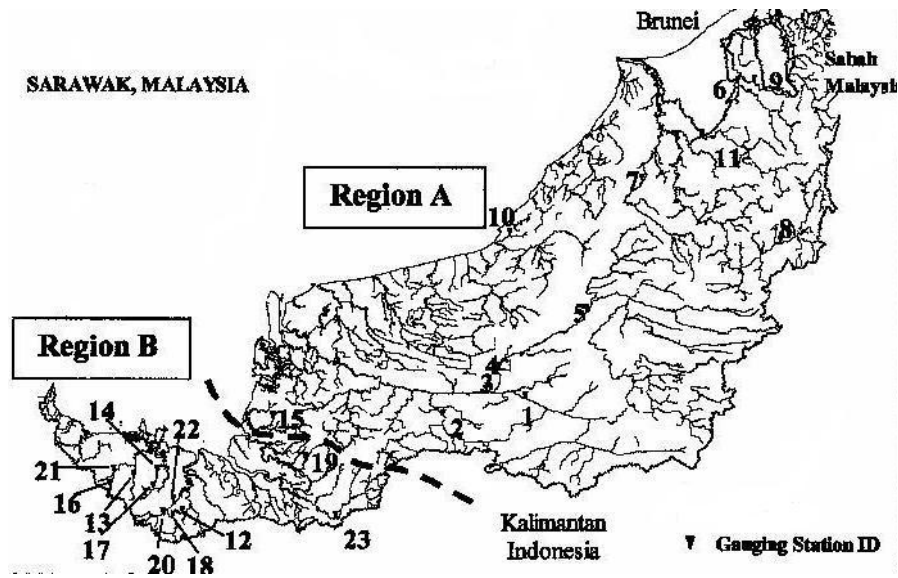 Brunei
SARAWAK, MALAYSIA
Sabah
Malaysia
6
9
11
Region A
7
10
8
5
Region B
4
3
14
22
15
1
2
21
19
16
13
17
12
23
20
18
Kalimantan
Indonesia
Gauging Station ID